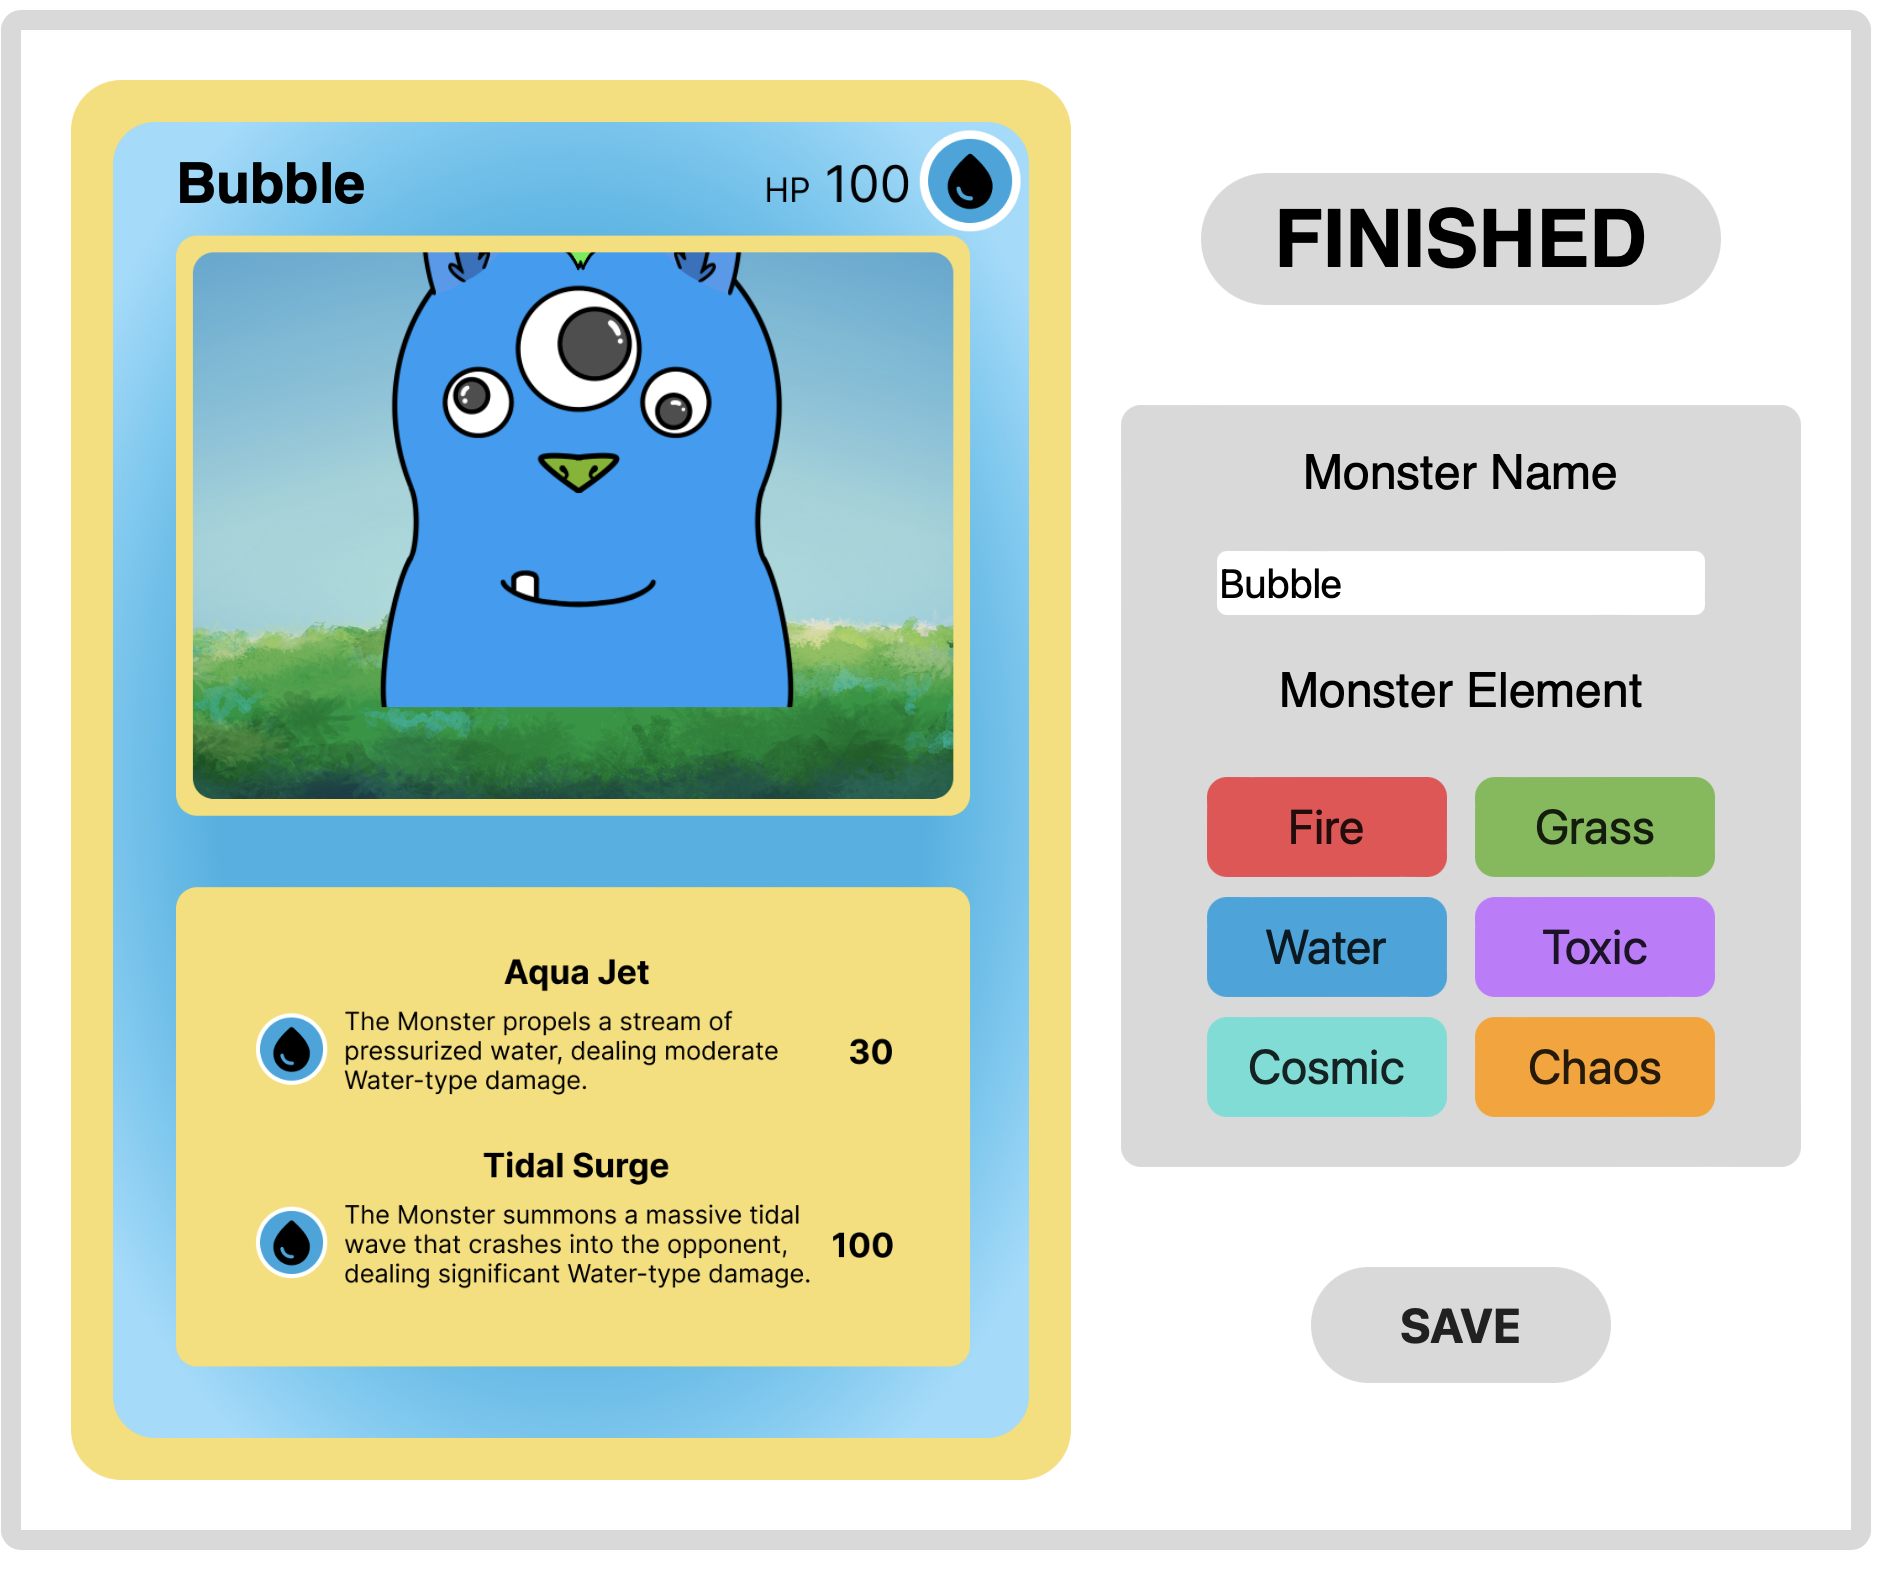 Bubble
HP 100
Aqua Jet
The Monster propels a stream of
pressurized water, dealing moderate
Water-type damage.
30
Tidal Surge
The Monster summons a massive tidal
wave that crashes into the opponent,
dealing significant Water-type damage.
100
FINISHED
Monster Name
Bubble
Monster Element
Fire
Grass
Water
Toxic
Cosmic
Chaos
SAVE